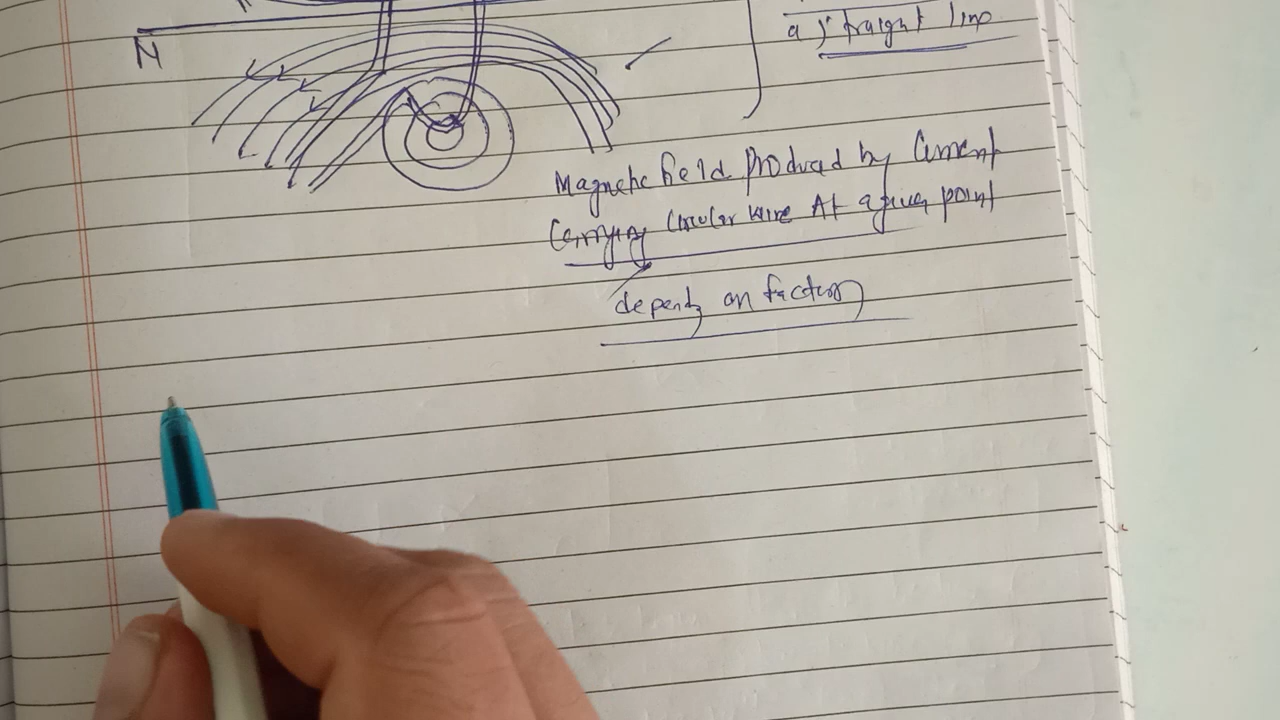 a straight line
N
Magnetic field Produced by Current
Carrying Circular wire At a given point
depends on factors